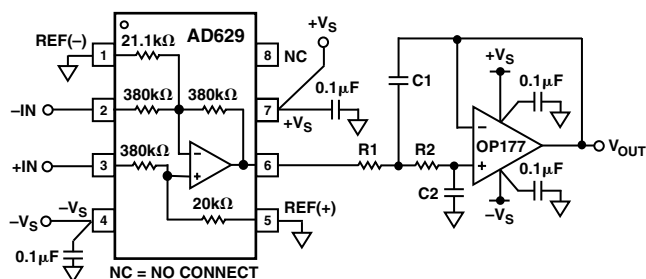 REF(–)
21.1kΩ
AD629
+VS
NC
1
8
–IN
380kΩ
380kΩ
0.1µF
2
7
+VS
+IN
380kΩ
3
6
–
+
–VS
–VS
4
20kΩ
5
REF(+)
0.1µF
NC = NO CONNECT
C1
R1
R2
C2
+VS
0.1µF
–
+
OP177
VOUT
0.1µF
–VS